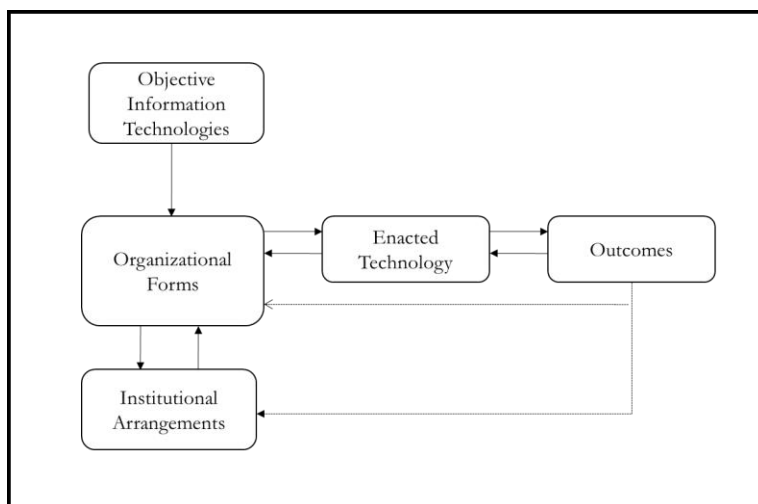 Objective
Information
Technologies
Organizational
Forms
Enacted
Technology
Outcomes
Institutional
Arrangements